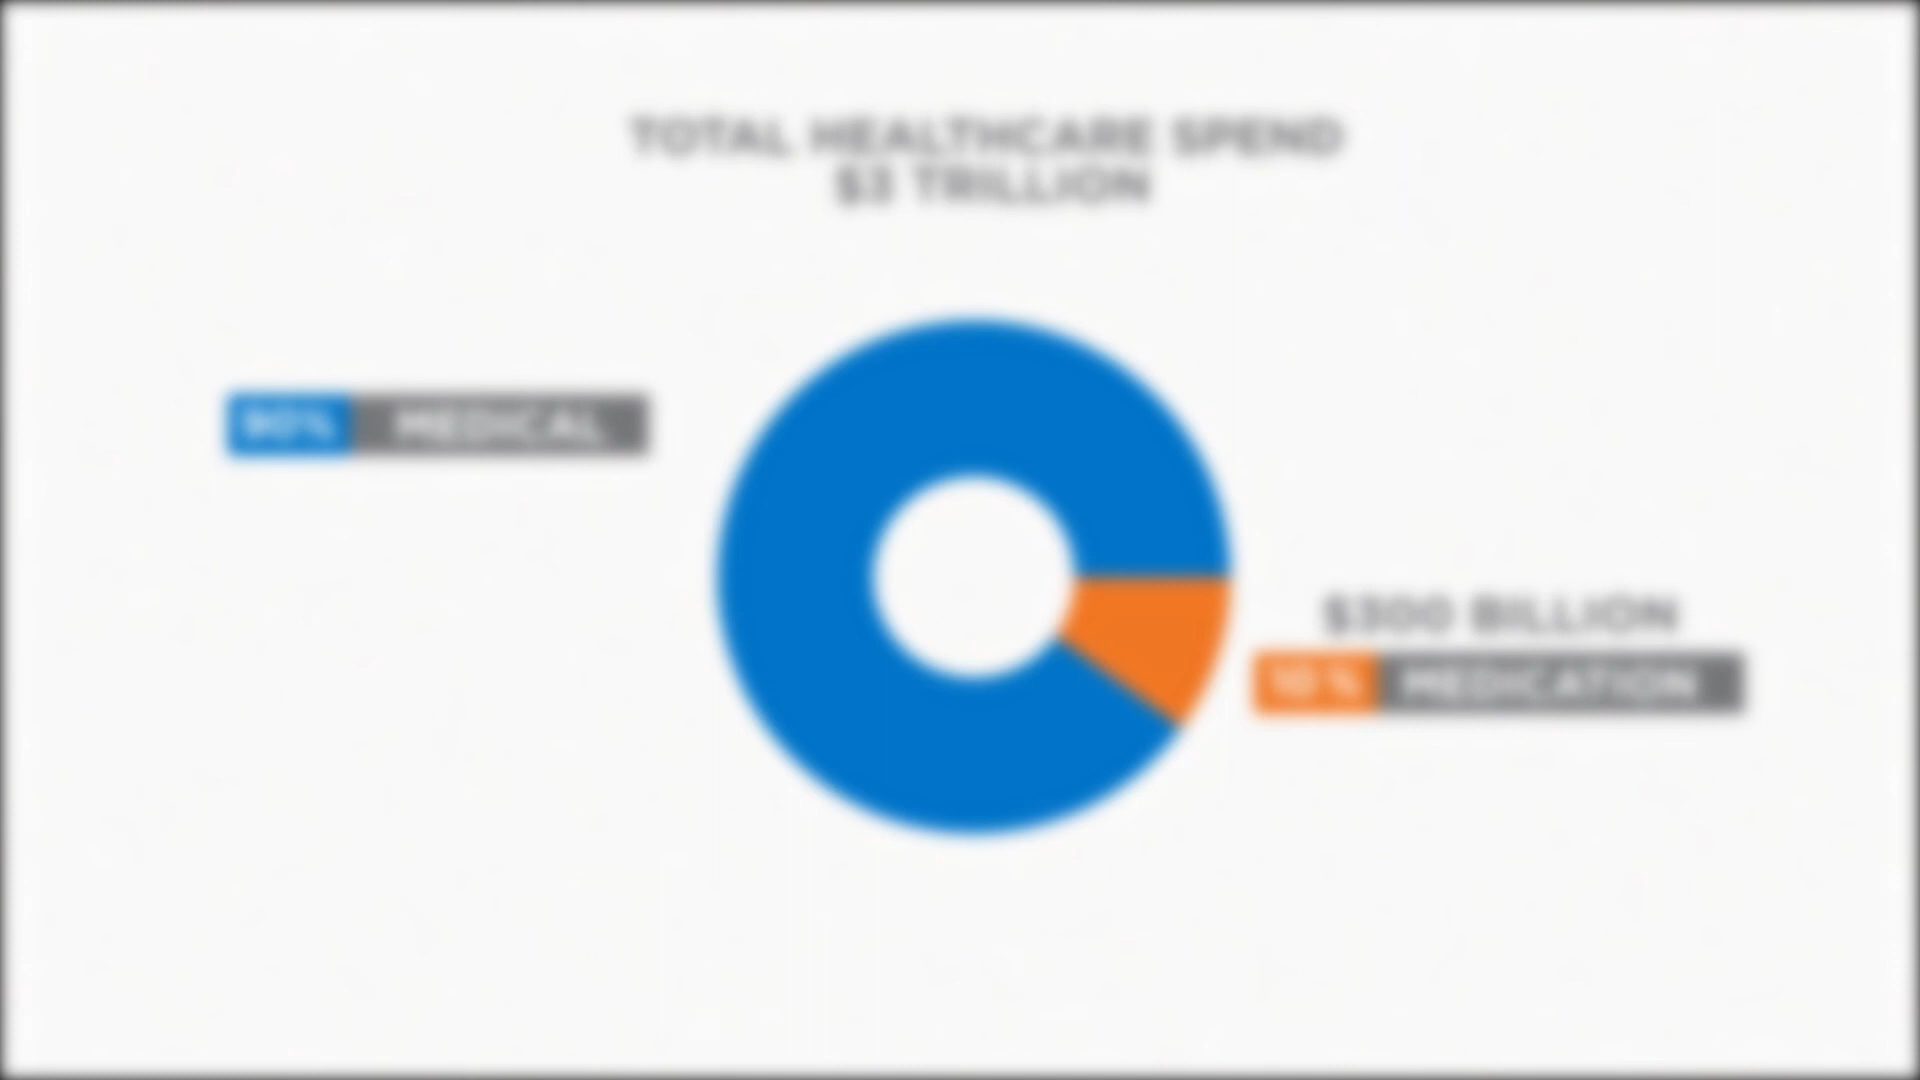 TOTAL HEALTHCARE SPEND
$3 TRILLION
90% MEDICAL
$300 BILLION
10% MEDICATION